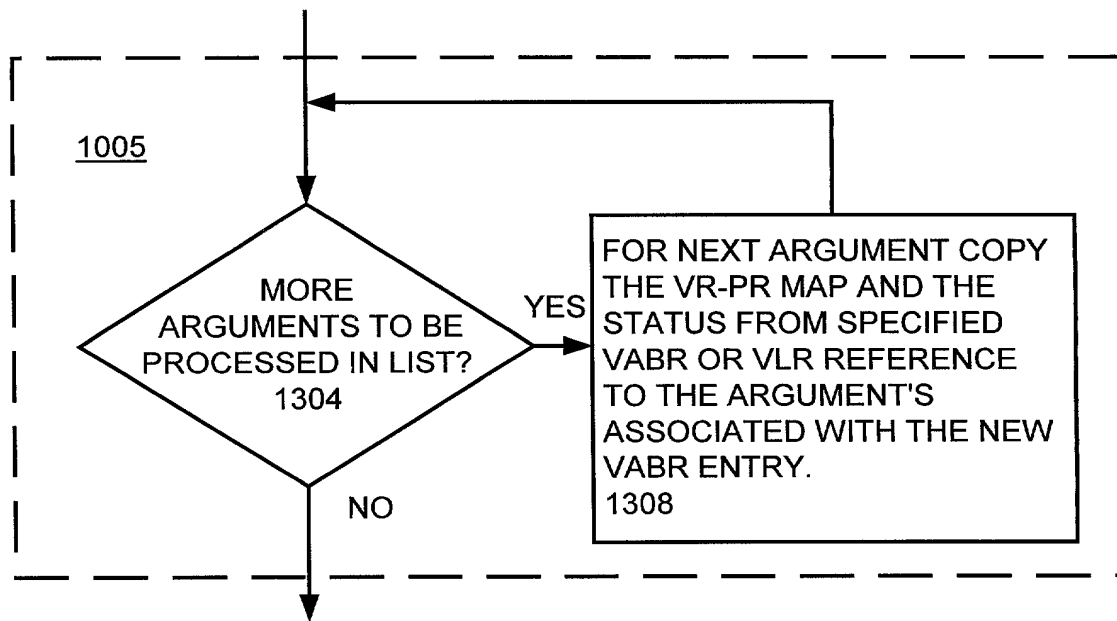 1005
MORE
ARGUMENTS TO BE
PROCESSED IN LIST?
1304
YES
NO
FOR NEXT ARGUMENT COPY
THE VR-PR MAP AND THE
STATUS FROM SPECIFIED
VABR OR VLR REFERENCE
TO THE ARGUMENT'S
ASSOCIATED WITH THE NEW
VABR ENTRY.
1308